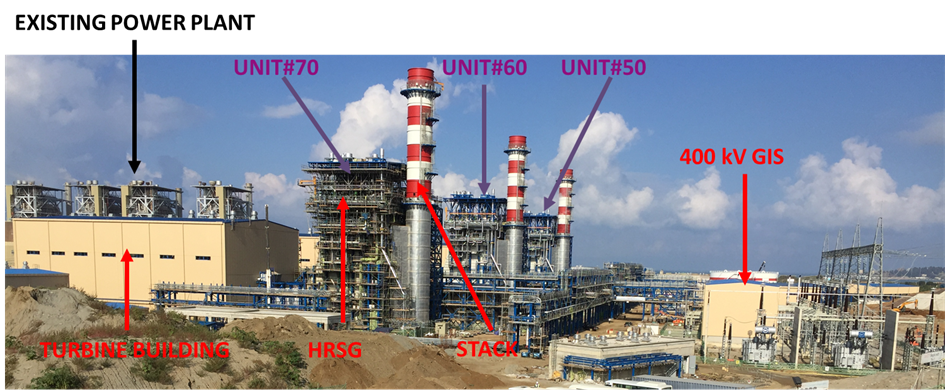 EXISTING POWER PLANT
UNIT#70
UNIT#60
UNIT#50
400 kV GIS
TURBINE BUILDING
HRSG
STACK